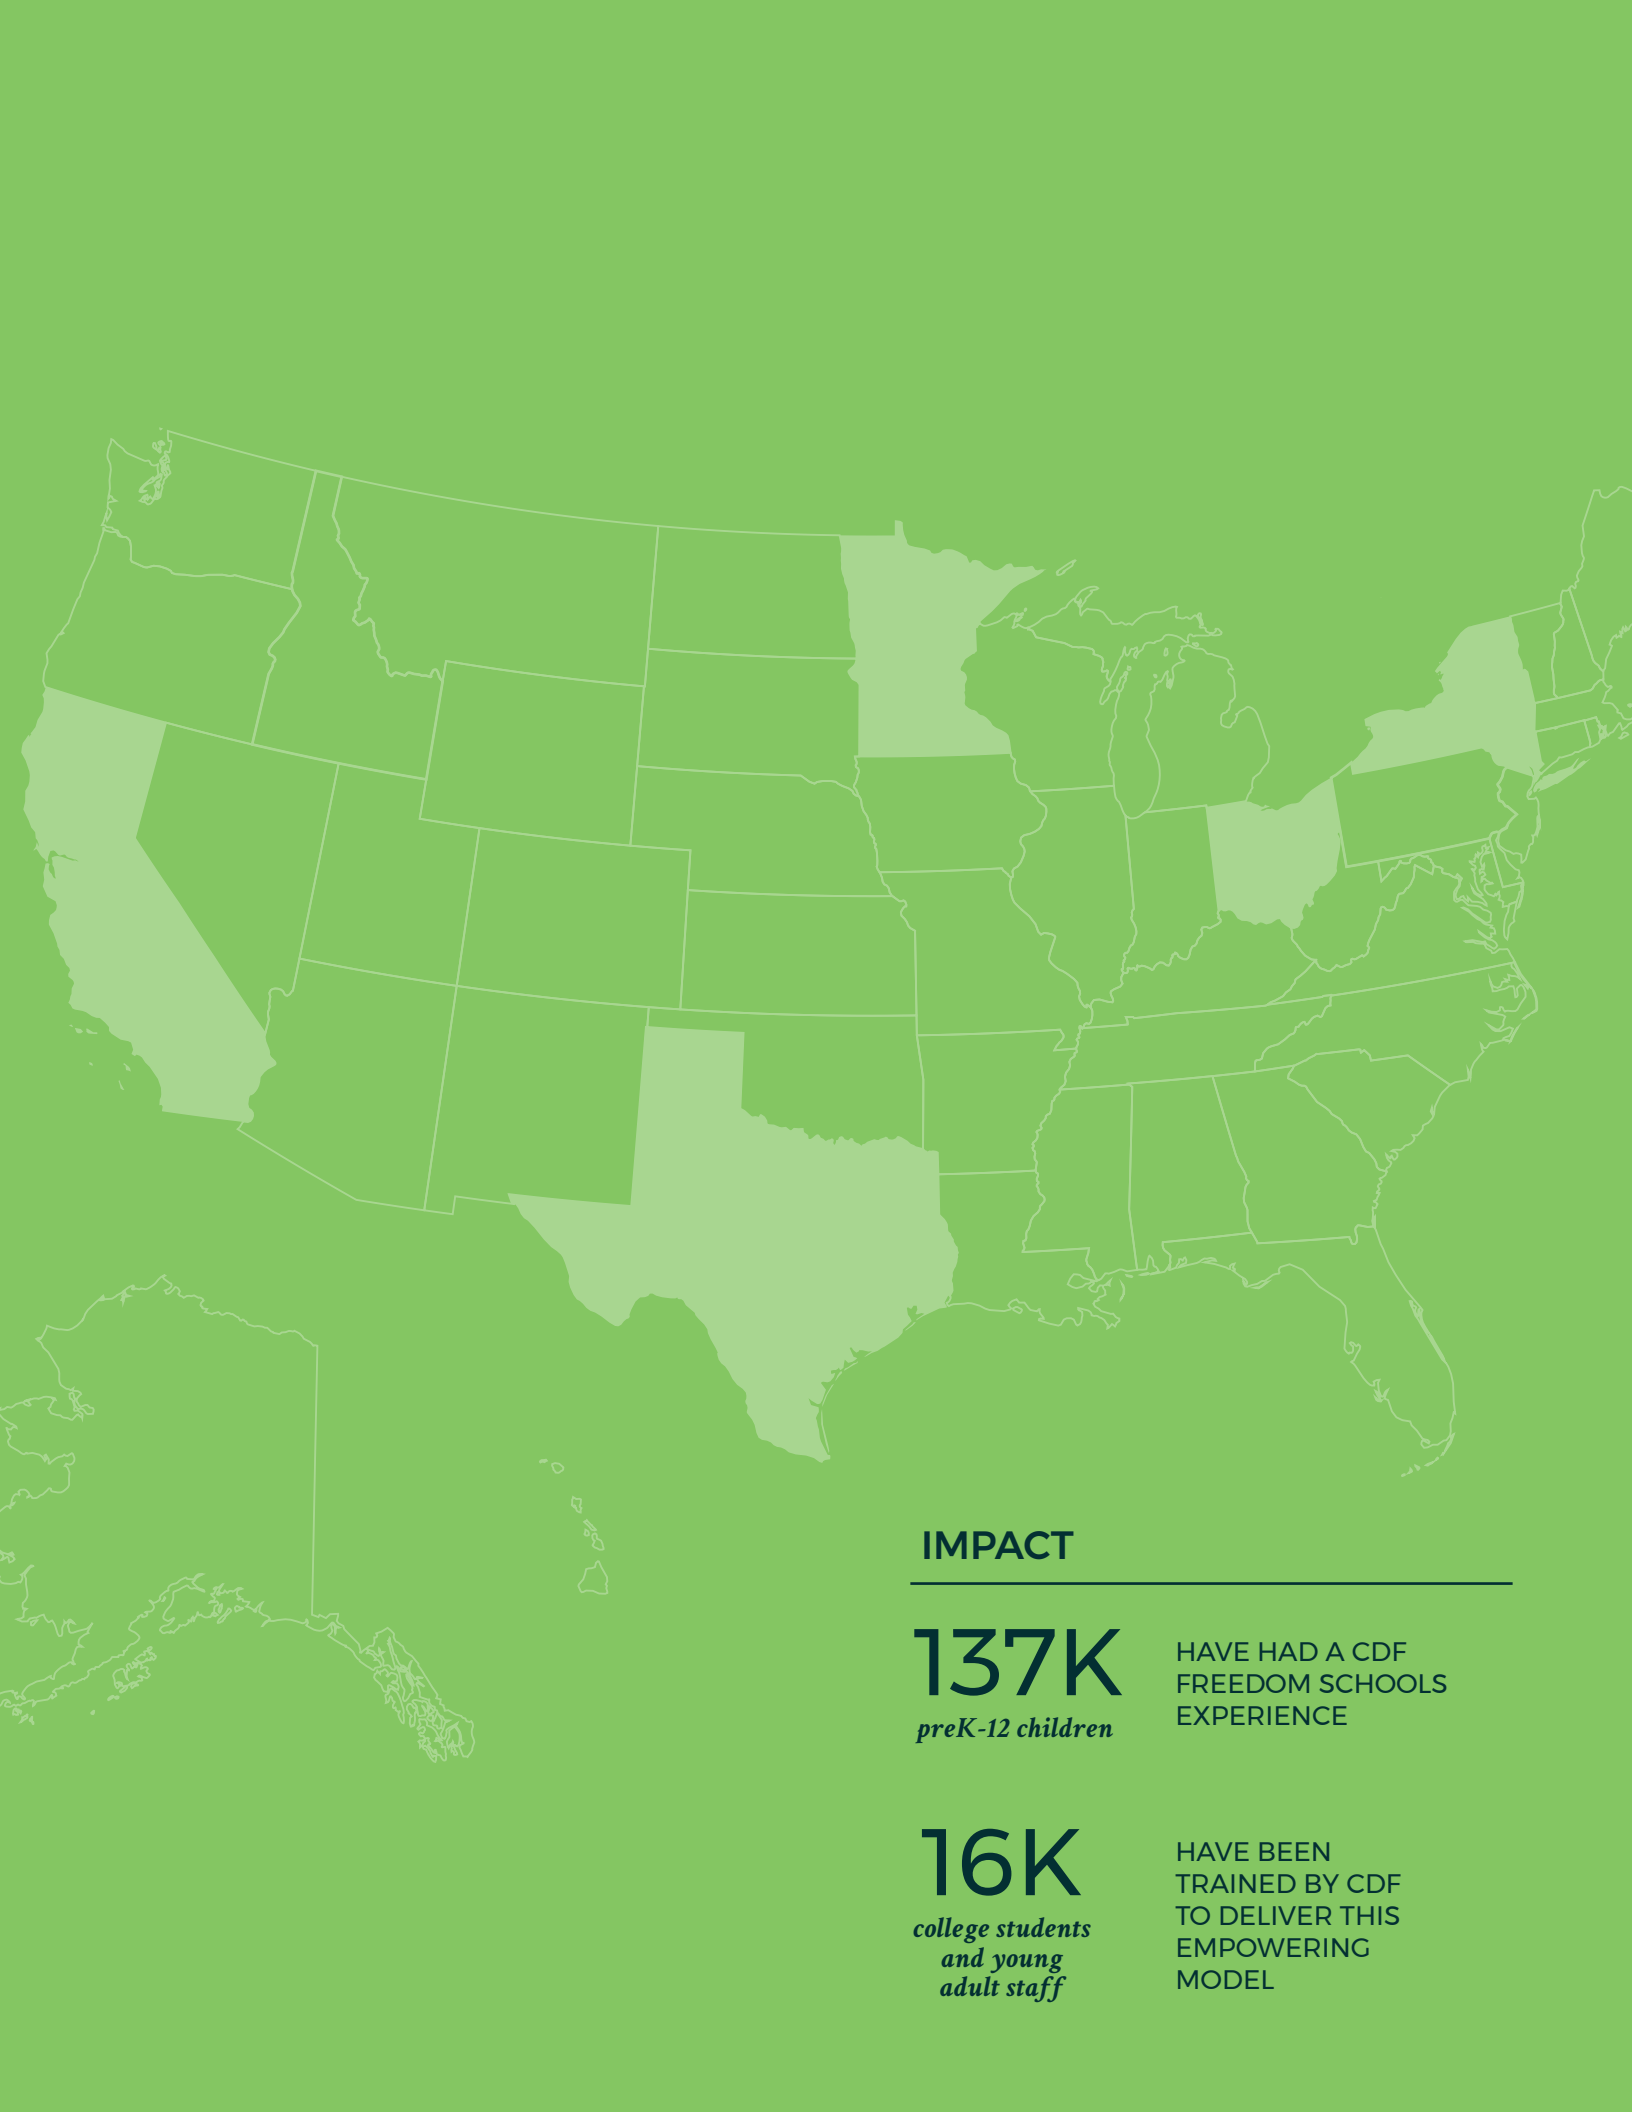 IMPACT
137K
preK-12 children
HAVE HAD A CDF
FREEDOM SCHOOLS
EXPERIENCE
16K
college students
and young
adult staff
HAVE BEEN
TRAINED BY CDF
TO DELIVER THIS
EMPOWERING
MODEL